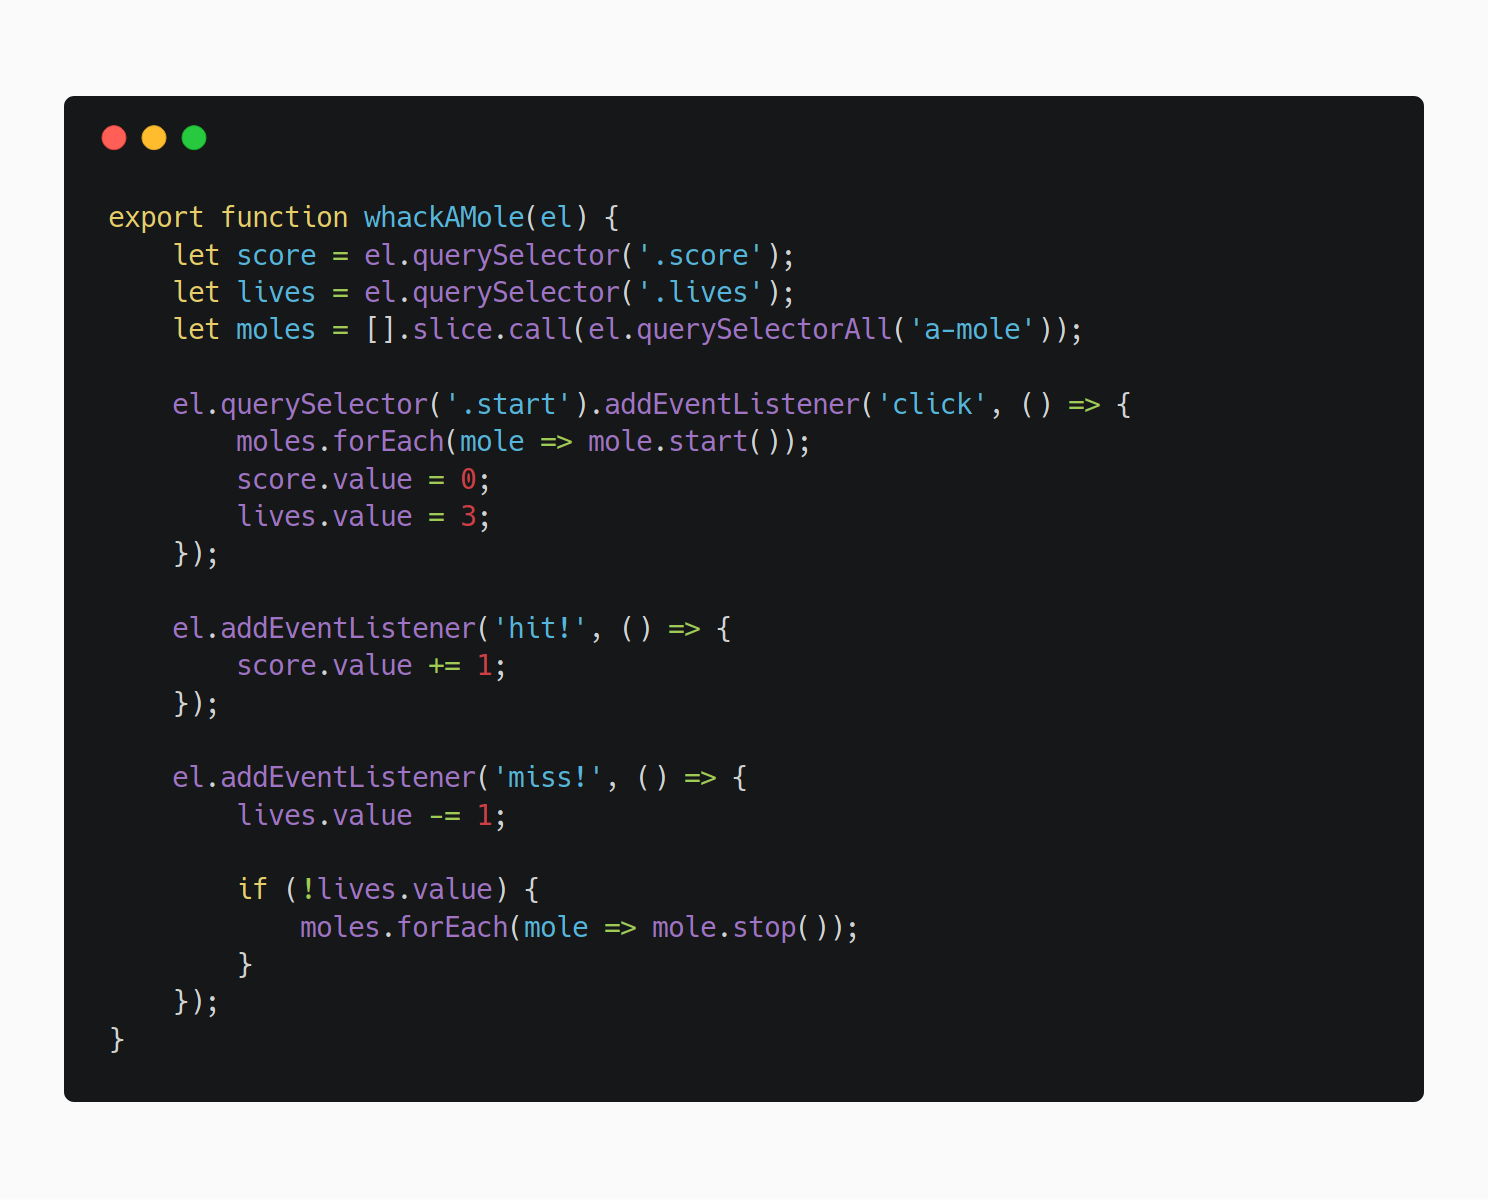 export function whackAMole(el) {
    let score = el.querySelector('.score');
    let lives = el.querySelector('.lives');
    let moles = [].slice.call(el.querySelectorAll('a-mole'));

    el.querySelector('.start').addEventListener('click', () => {
        moles.forEach(mole => mole.start());
        score.value = 0;
        lives.value = 3;
    });

    el.addEventListener('hit!', () => {
        score.value += 1;
    });

    el.addEventListener('miss!', () => {
        lives.value -= 1;

        if (!lives.value) {
            moles.forEach(mole => mole.stop());
        }
    });
}